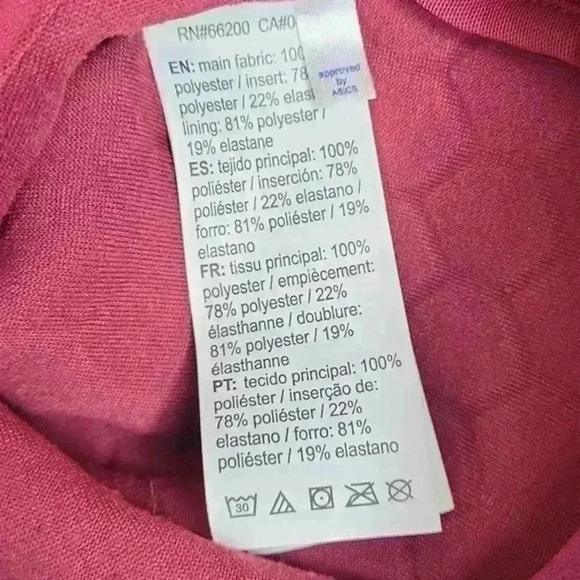 RN#66200 CA#0
EN: main fabric: 100
polyester / insert: 78
polyester / 22% elas
lining: 81% polyester /
19% elastane
ES: tejido principal: 100%
poliéster / inserción: 78%
poliéster / 22% elastano /
forro: 81% poliéster / 19%
elastano
FR: tissu principal: 100%
polyester / empiècement:
78% polyester / 22%
élasthanne / doublure:
81% polyester / 19%
élasthanne
PT: tecido principal: 100%
poliéster / inserção de:
78% poliéster / 22%
elastano / forro: 81%
poliéster / 19% elastano
30
approved
by
ASICS